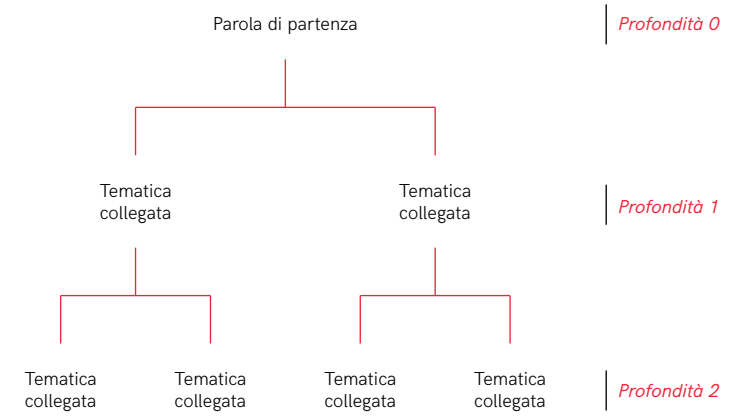 Parola di partenza
Profondità 0
Tematica
collegata
Tematica
collegata
Profondità 1
Tematica
collegata
Tematica
collegata
Tematica
collegata
Tematica
collegata
Profondità 2